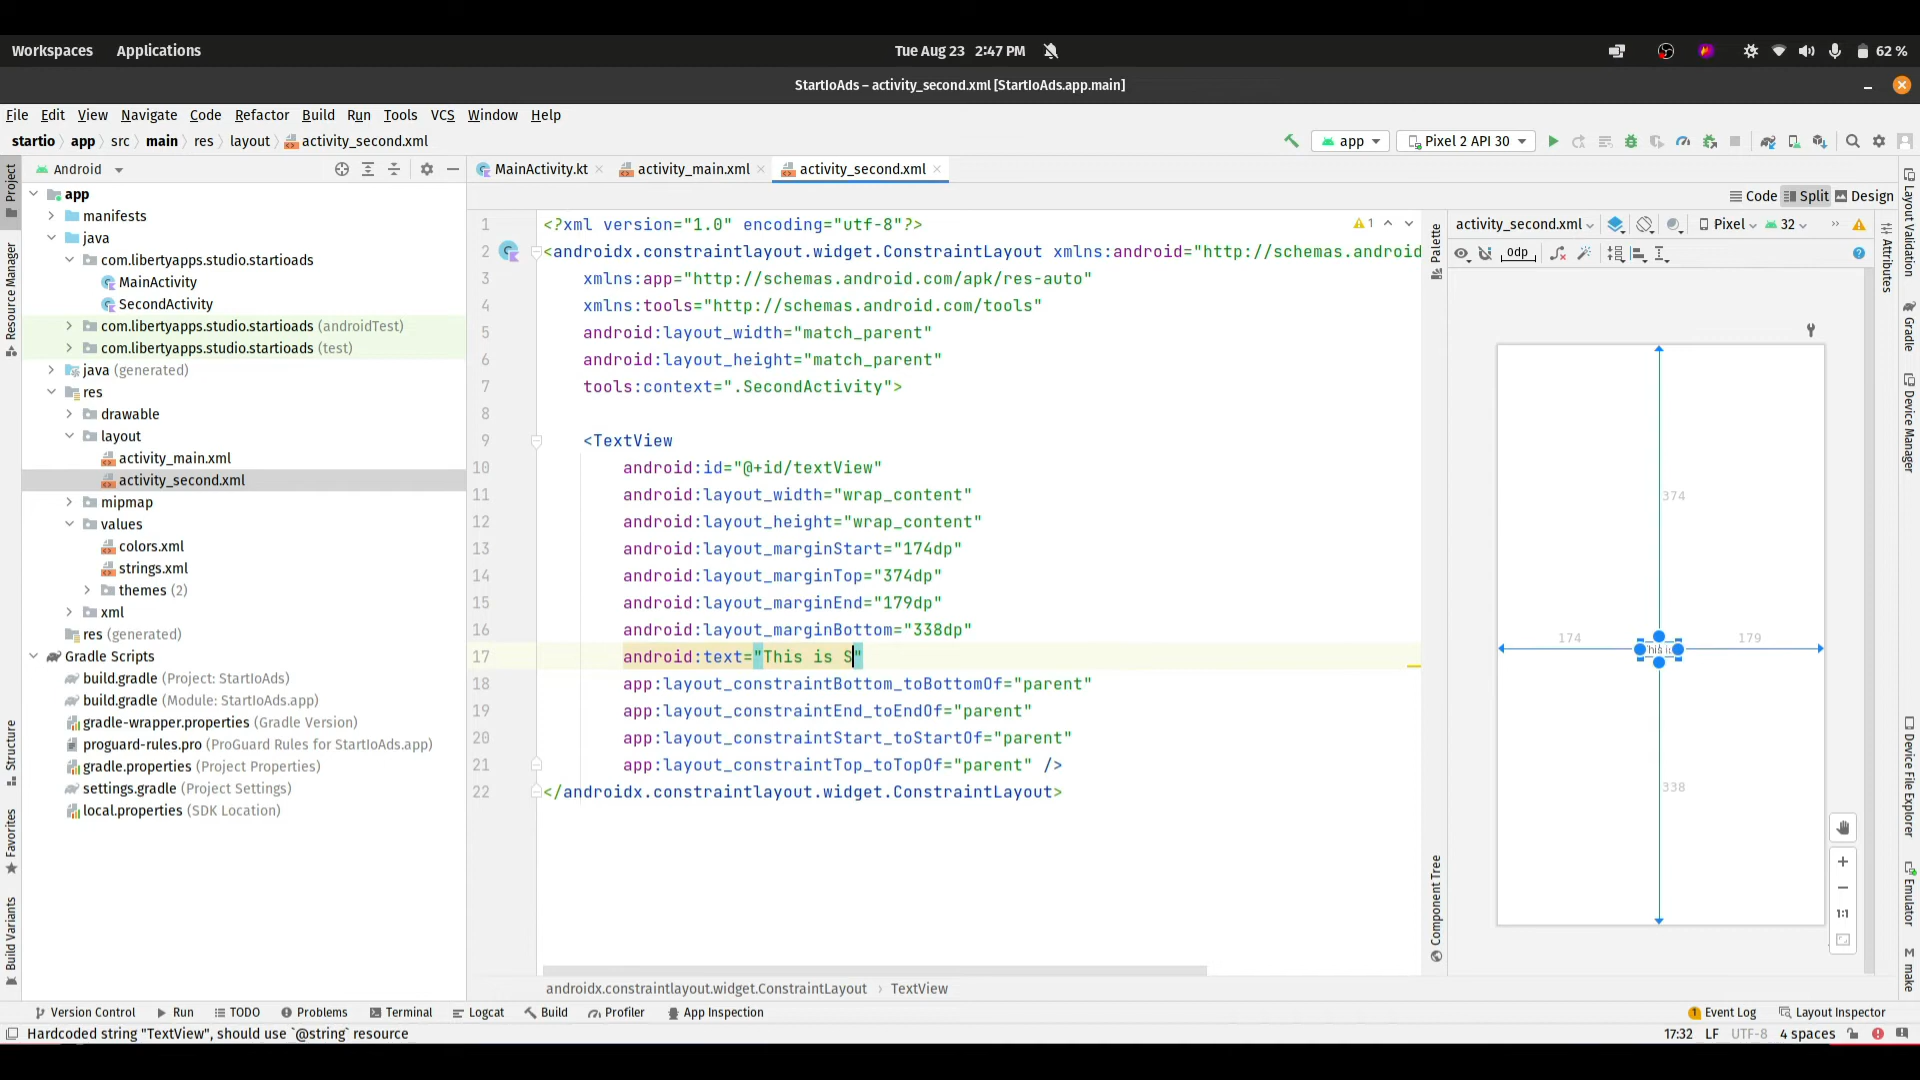 Workspaces Applications Tue Aug 23 2:47 PM 62 %
StartIoAds – activity_second.xml [StartIoAds.app.main]
File Edit View Navigate Code Refactor Build Run Tools VCS Window Help
startio app src main res layout activity_second.xml app Pixel 2 API 30
Project
Resource Manager
Structure
Favorites
Build Variants
Android
app
manifests
java
com.libertyapps.studio.startioads
MainActivity
SecondActivity
com.libertyapps.studio.startioads (androidTest)
com.libertyapps.studio.startioads (test)
java (generated)
res
drawable
layout
activity_main.xml
activity_second.xml
mipmap
values
colors.xml
strings.xml
themes (2)
xml
res (generated)
Gradle Scripts
build.gradle (Project: StartIoAds)
build.gradle (Module: StartIoAds.app)
gradle-wrapper.properties (Gradle Version)
proguard-rules.pro (ProGuard Rules for StartIoAds.app)
gradle.properties (Project Properties)
settings.gradle (Project Settings)
local.properties (SDK Location)
MainActivity.kt activity_main.xml activity_second.xml
Code Split Design
1 <?xml version="1.0" encoding="utf-8"?>
2 <androidx.constraintlayout.widget.ConstraintLayout xmlns:android="http://schemas.android
3 xmlns:app="http://schemas.android.com/apk/res-auto"
4 xmlns:tools="http://schemas.android.com/tools"
5 android:layout_width="match_parent"
6 android:layout_height="match_parent"
7 tools:context=".SecondActivity">
8
9 <TextView
10 android:id="@+id/textView"
11 android:layout_width="wrap_content"
12 android:layout_height="wrap_content"
13 android:layout_marginStart="174dp"
14 android:layout_marginTop="374dp"
15 android:layout_marginEnd="179dp"
16 android:layout_marginBottom="338dp"
17 android:text="This is S"
18 app:layout_constraintBottom_toBottomOf="parent"
19 app:layout_constraintEnd_toEndOf="parent"
20 app:layout_constraintStart_toStartOf="parent"
21 app:layout_constraintTop_toTopOf="parent" />
22 </androidx.constraintlayout.widget.ConstraintLayout>
1
androidx.constraintlayout.widget.ConstraintLayout TextView
Palette
Component Tree
activity_second.xml Pixel 32
0dp
374
174
179
This is
338
1:1
Attributes
Layout Validation
Gradle
Device Manager
Device File Explorer
Emulator
make
Version Control Run TODO Problems Terminal Logcat Build Profiler App Inspection 1 Event Log Layout Inspector
Hardcoded string "TextView", should use `@string` resource 17:32 LF UTF-8 4 spaces